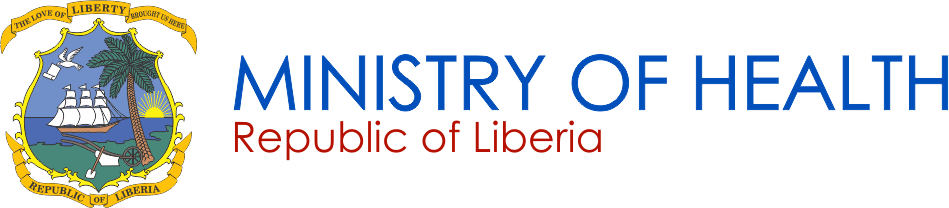 THE LOVE OF LIBERTY BROUGHT US HERE
MINISTRY OF HEALTH
Republic of Liberia
REPUBLIC OF LIBERIA